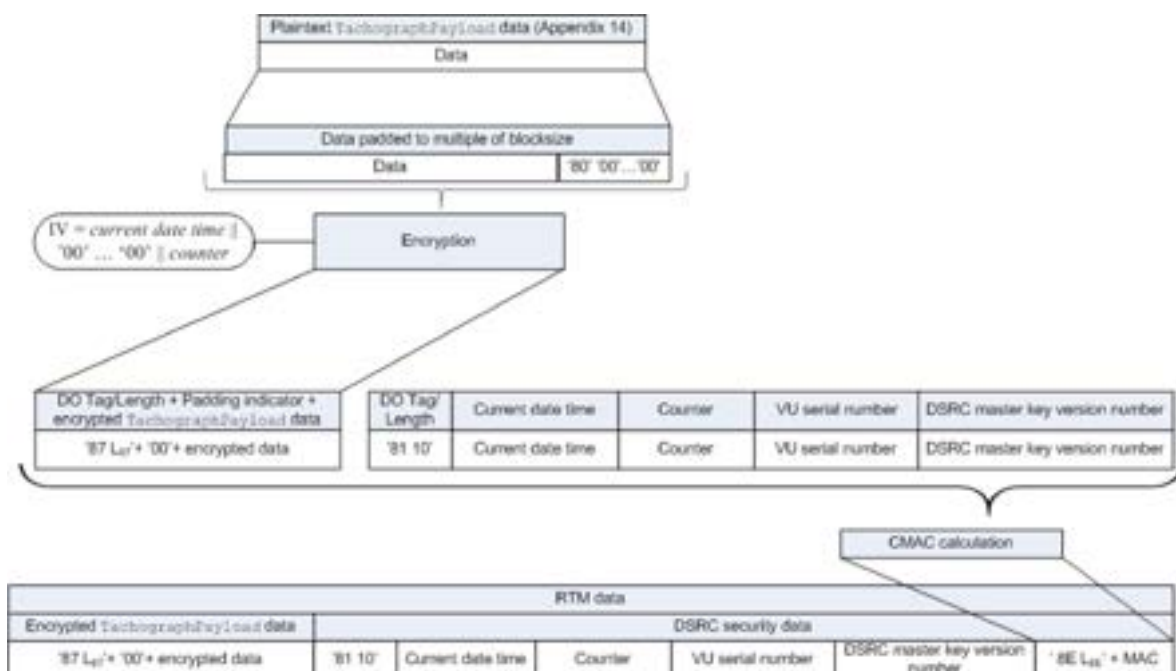 Plaintext TachographPayload data (Appendix 14)
Data
Data padded to multiple of blocksize
Data '80' '00'...'00'
IV = current date time ||
'00' … '00' || counter
Encryption
DO Tag/Length + Padding indicator +
encrypted TachographPayload data
DO Tag/
Length
Current date time
Counter
VU serial number
DSRC master key version number
'87 L₈₇'+ '00'+ encrypted data
'81 10'
Current date time
Counter
VU serial number
DSRC master key version number
CMAC calculation
RTM data
Encrypted TachographPayload data
DSRC security data
'87 L₈₇'+ '00'+ encrypted data
'81 10'
Current date time
Counter
VU serial number
DSRC master key version
number
'8E L₈ₑ' + MAC